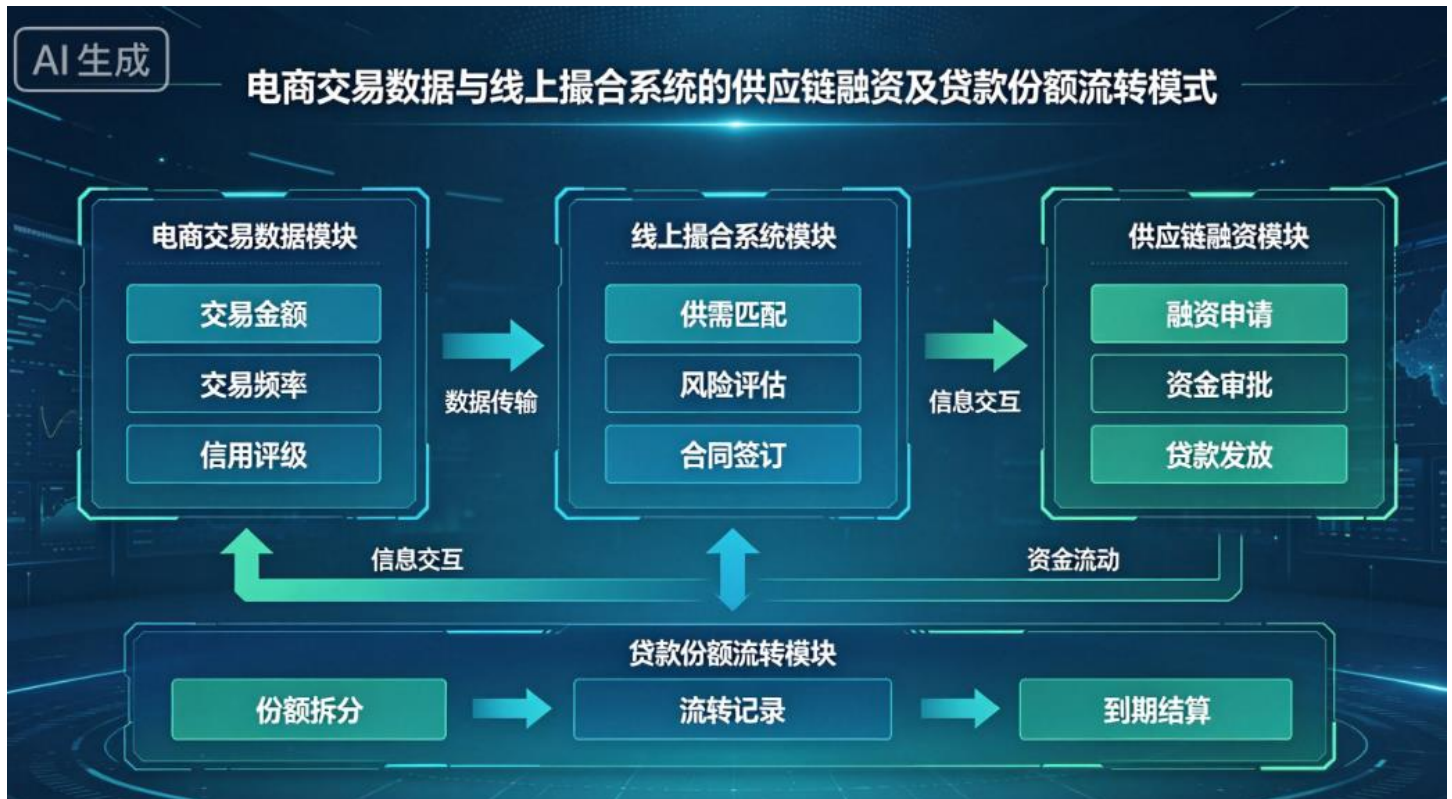 AI生成
电商交易数据与线上撮合系统的供应链融资及贷款份额流转模式
电商交易数据模块
交易金额
交易频率
信用评级
数据传输
线上撮合系统模块
供需匹配
风险评估
合同签订
信息交互
供应链融资模块
融资申请
资金审批
贷款发放
信息交互
资金流动
贷款份额流转模块
份额拆分
流转记录
到期结算